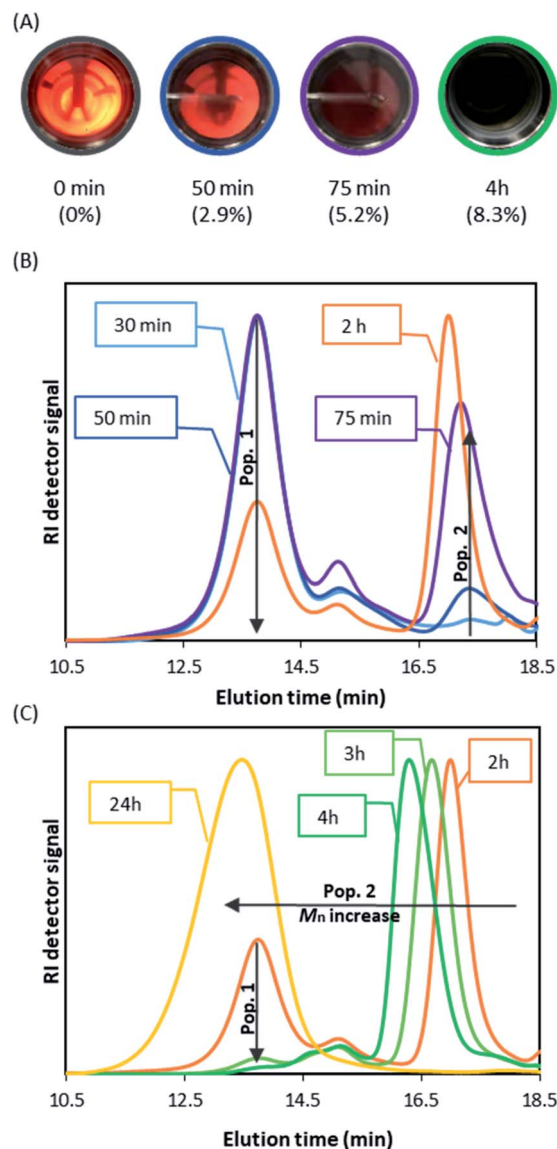 (A)
0 min 50 min 75 min 4h
(0%) (2.9%) (5.2%) (8.3%)
(B)
30 min
2 h
50 min
75 min
Pop. 1
Pop. 2
RI detector signal
10.5 12.5 14.5 16.5 18.5
Elution time (min)
(C)
3h
2h
24h
4h
Pop. 2
Mn increase
Pop. 1
RI detector signal
10.5 12.5 14.5 16.5 18.5
Elution time (min)